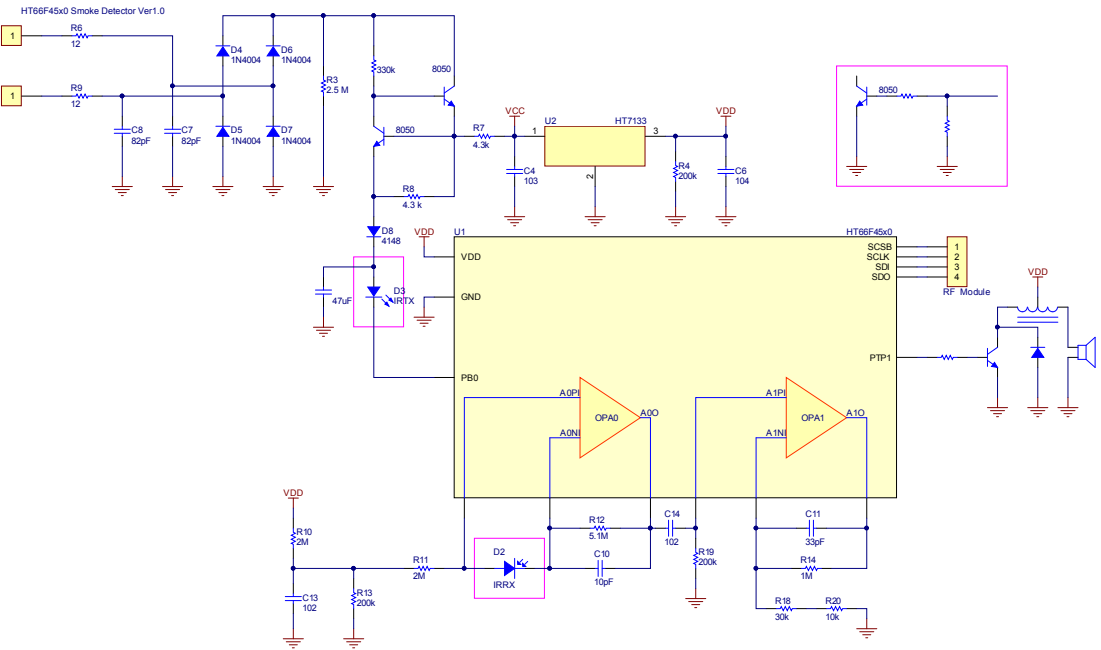 HT66F45x0 Smoke Detector Ver1.0
1
R6
12
1
R9
12
C8
82pF
C7
82pF
D4
1N4004
D6
1N4004
D5
1N4004
D7
1N4004
R3
2.5 M
330k
8050
8050
R7
4.3k
R8
4.3 k
VCC
C4
103
U2
HT7133
1
3
2
VDD
R4
200k
C6
104
8050
D8
4148
VDD
47uF
D3
IRTX
U1
HT66F45x0
VDD
GND
PB0
SCSB
SCLK
SDI
SDO
1
2
3
4
RF Module
VDD
PTP1
A0PI
A0NI
OPA0
A0O
A1PI
A1NI
OPA1
A1O
VDD
R10
2M
C13
102
R13
200k
R11
2M
D2
IRRX
R12
5.1M
C10
10pF
C14
102
R19
200k
C11
33pF
R14
1M
R18
30k
R20
10k